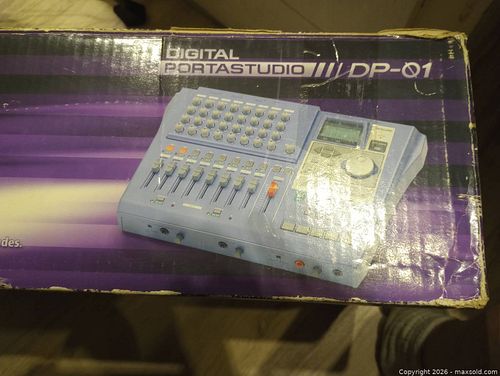 DIGITAL
PORTASTUDIO DP-01
des.
Copyright 2026 - maxsold.com